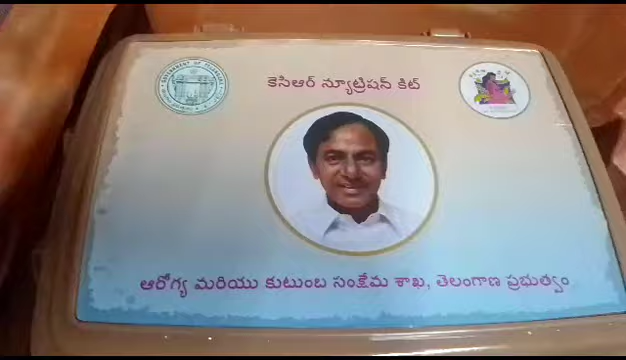 కెసిఆర్ న్యూట్రిషన్ కిట్
ఆరోగ్య మరియు కుటుంబ సంక్షేమ శాఖ, తెలంగాణ ప్రభుత్వం